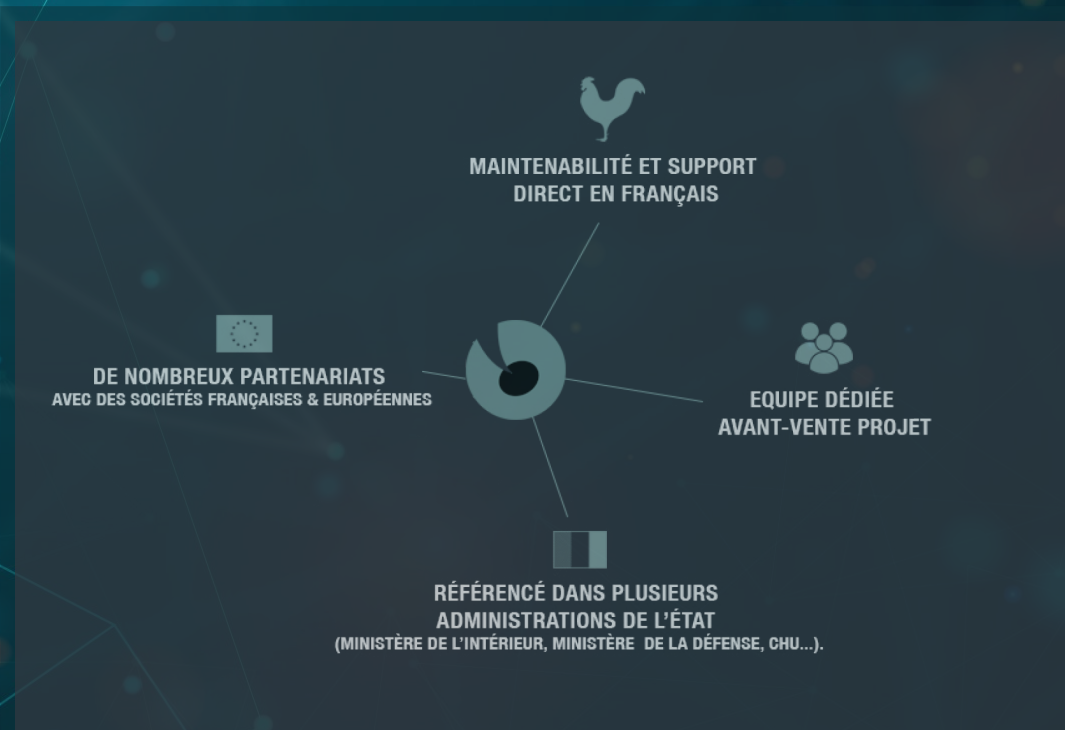 MAINTENABILITÉ ET SUPPORT
DIRECT EN FRANÇAIS
DE NOMBREUX PARTENARIATS
AVEC DES SOCIÉTÉS FRANÇAISES & EUROPÉENNES
EQUIPE DÉDIÉE
AVANT-VENTE PROJET
RÉFÉRENCÉ DANS PLUSIEURS
ADMINISTRATIONS DE L'ÉTAT
(MINISTÈRE DE L'INTÉRIEUR, MINISTÈRE DE LA DÉFENSE, CHU...).